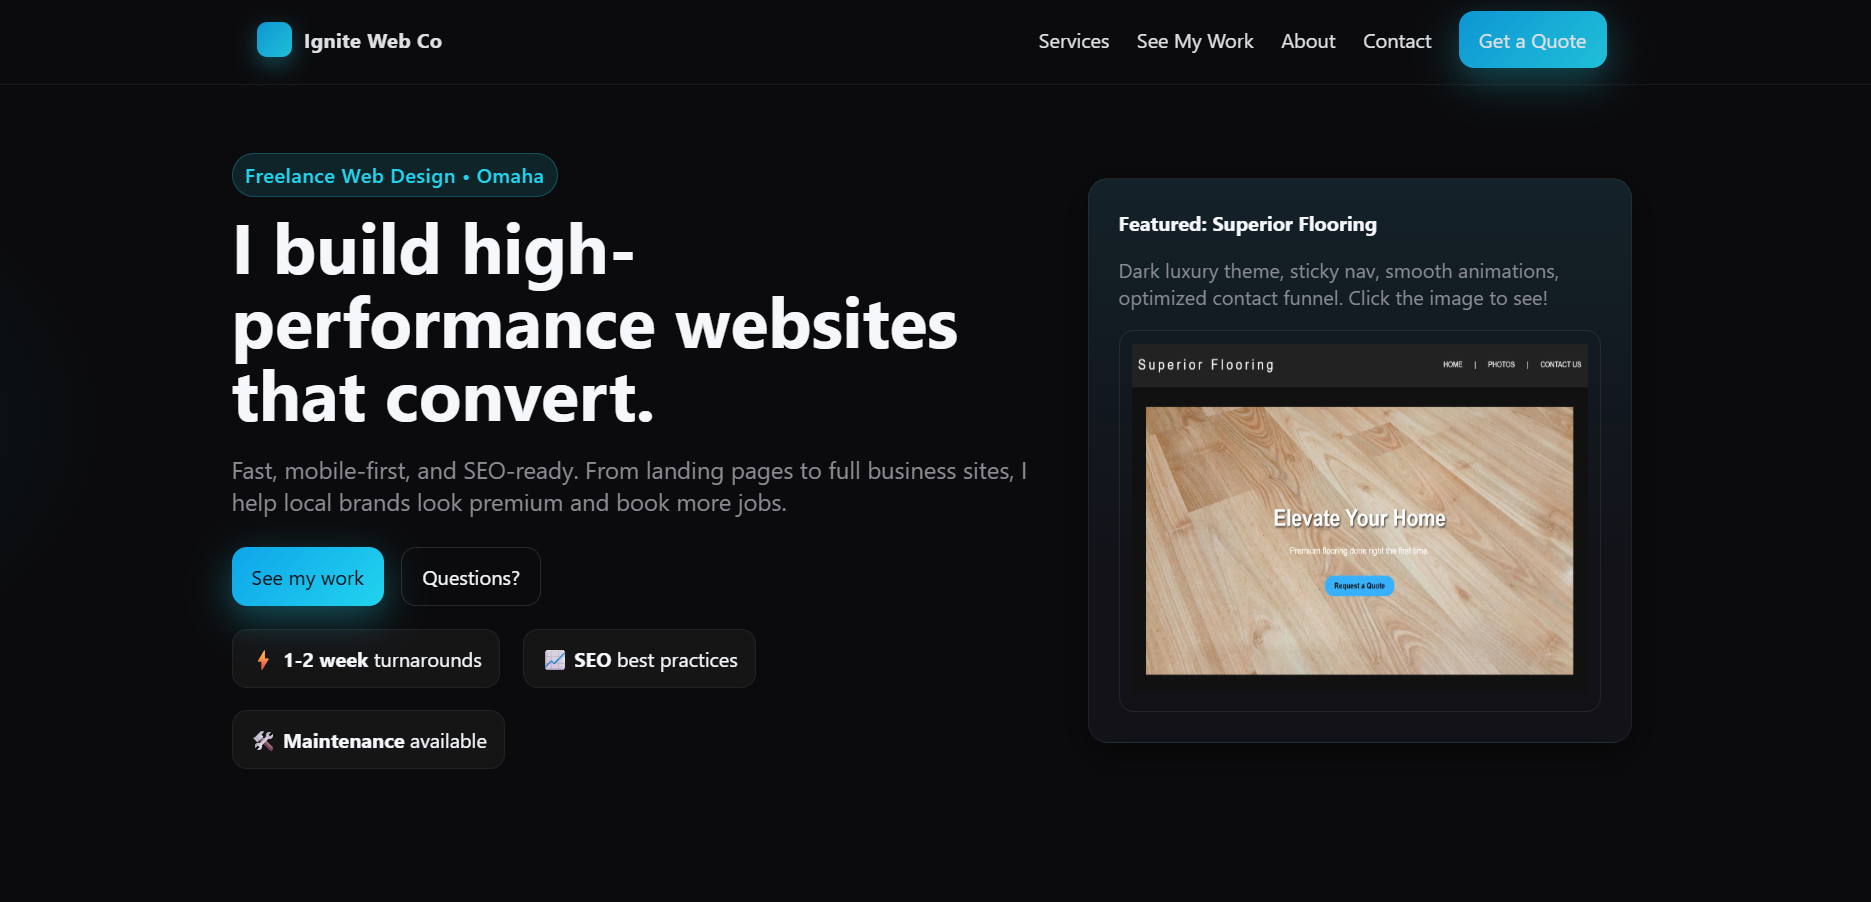 Ignite Web Co
Services See My Work About Contact Get a Quote
Freelance Web Design • Omaha
I build high-
performance websites
that convert.
Fast, mobile-first, and SEO-ready. From landing pages to full business sites, I
help local brands look premium and book more jobs.
See my work Questions?
⚡ 1-2 week turnarounds 📈 SEO best practices
🛠 Maintenance available
Featured: Superior Flooring
Dark luxury theme, sticky nav, smooth animations,
optimized contact funnel. Click the image to see!
Superior Flooring HOME | PHOTOS | CONTACT US
Elevate Your Home
Premium flooring done right the first time.
Request a Quote